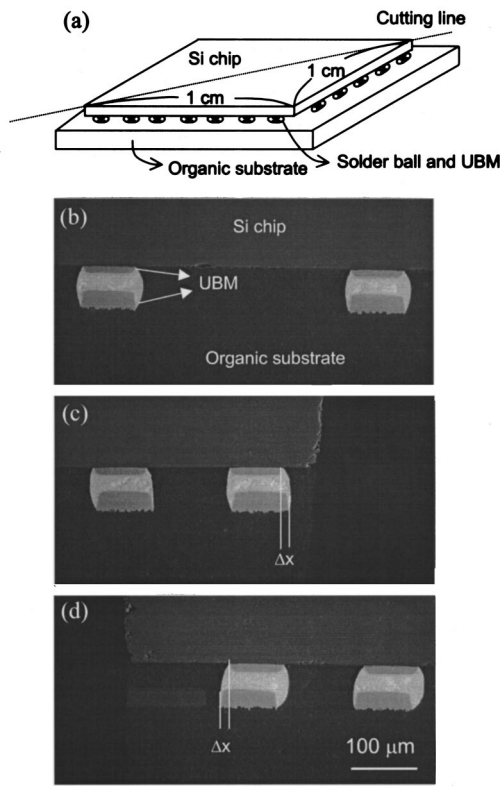 (a)
Cutting line
Si chip
1 cm
1 cm
Organic substrate
Solder ball and UBM
(b)
Si chip
UBM
Organic substrate
(c)
Δx
(d)
Δx
100 μm